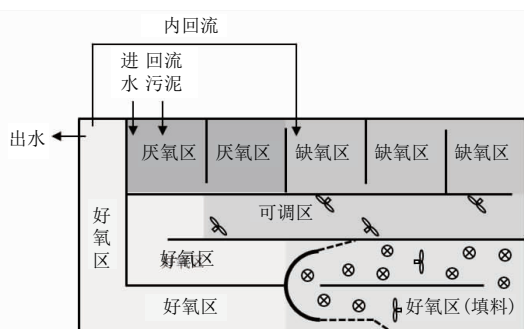 内回流
进 回流
水 污泥
出水
厌氧区
厌氧区
缺氧区
缺氧区
缺氧区
可调区
好氧区
好氧区
好氧区
好氧区(填料)